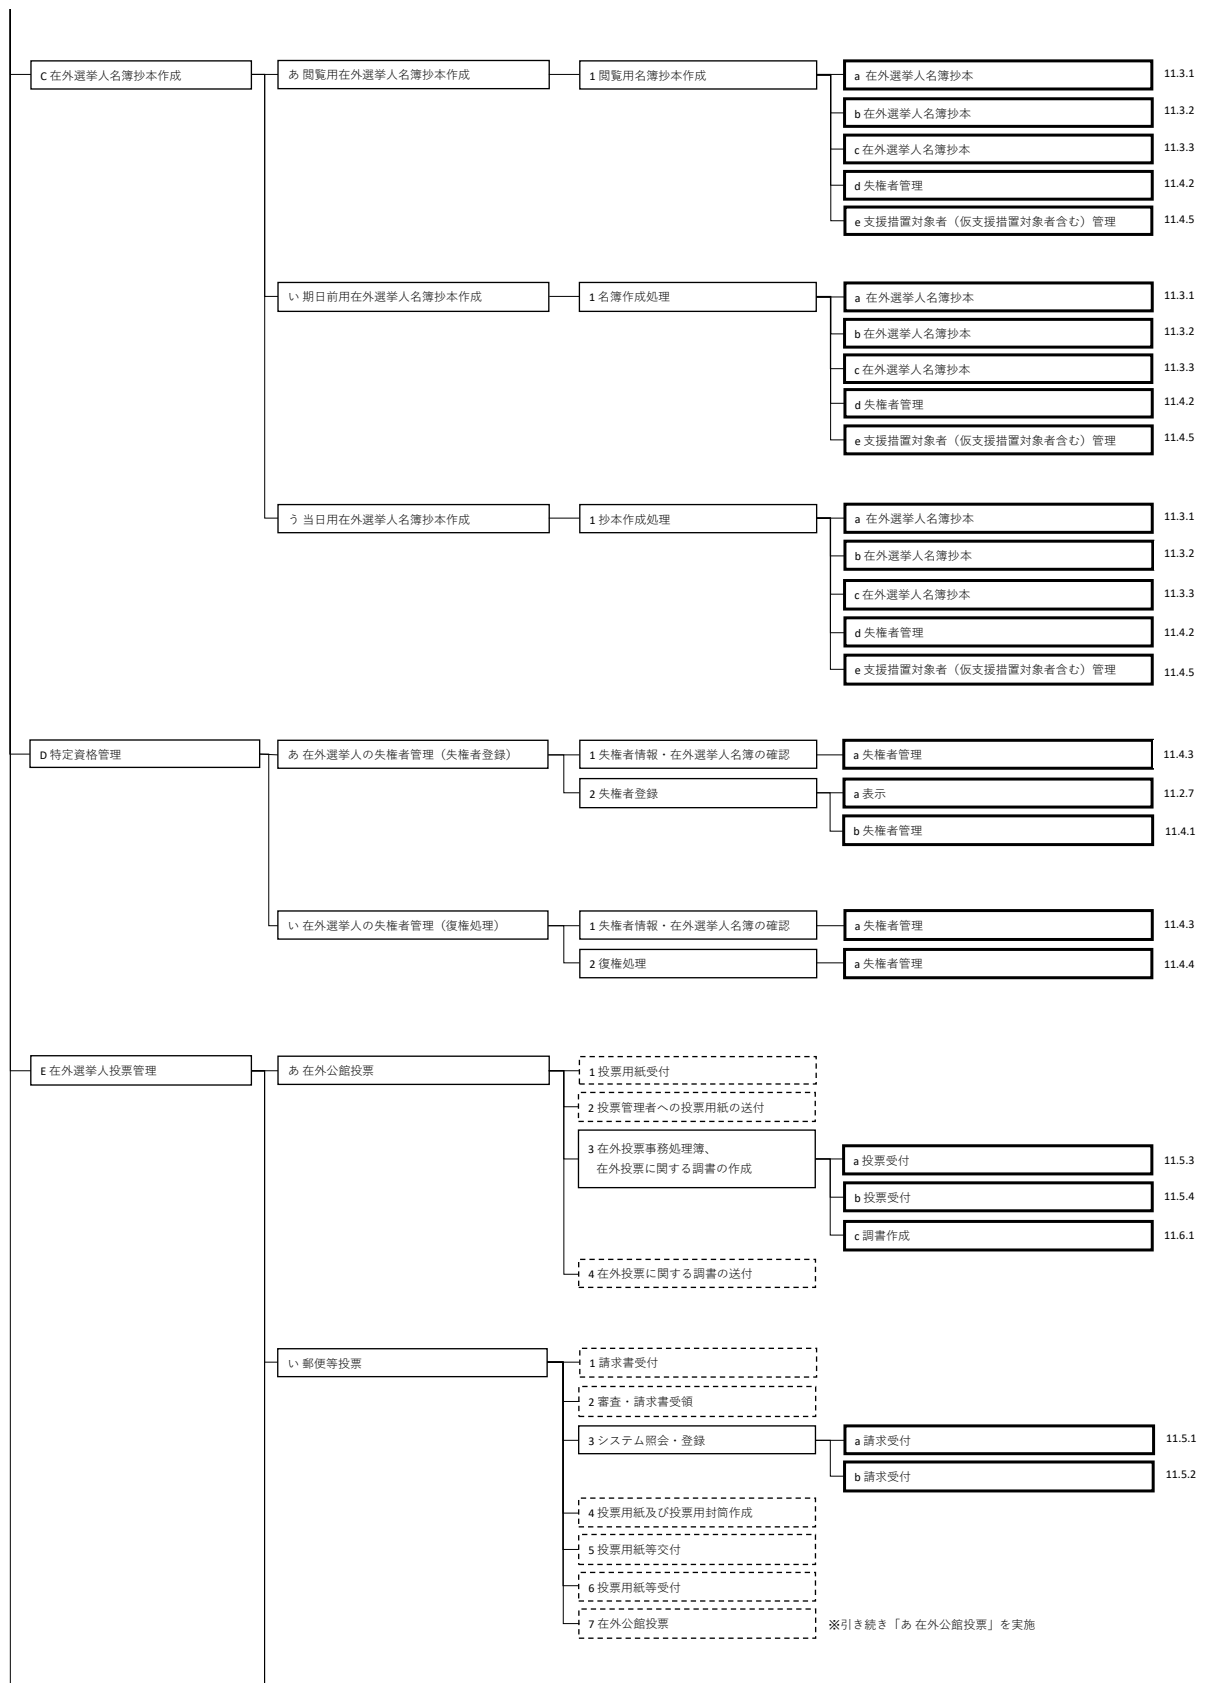 C 在外選挙人名簿抄本作成
あ 閲覧用在外選挙人名簿抄本作成
1 閲覧用名簿抄本作成
a 在外選挙人名簿抄本
11.3.1
b 在外選挙人名簿抄本
11.3.2
c 在外選挙人名簿抄本
11.3.3
d 失権者管理
11.4.2
e 支援措置対象者（仮支援措置対象者含む）管理
11.4.5
い 期日前用在外選挙人名簿抄本作成
1 名簿作成処理
a 在外選挙人名簿抄本
11.3.1
b 在外選挙人名簿抄本
11.3.2
c 在外選挙人名簿抄本
11.3.3
d 失権者管理
11.4.2
e 支援措置対象者（仮支援措置対象者含む）管理
11.4.5
う 当日用在外選挙人名簿抄本作成
1 抄本作成処理
a 在外選挙人名簿抄本
11.3.1
b 在外選挙人名簿抄本
11.3.2
c 在外選挙人名簿抄本
11.3.3
d 失権者管理
11.4.2
e 支援措置対象者（仮支援措置対象者含む）管理
11.4.5
D 特定資格管理
あ 在外選挙人の失権者管理（失権者登録）
1 失権者情報・在外選挙人名簿の確認
a 失権者管理
11.4.3
2 失権者登録
a 表示
11.2.7
b 失権者管理
11.4.1
い 在外選挙人の失権者管理（復権処理）
1 失権者情報・在外選挙人名簿の確認
a 失権者管理
11.4.3
2 復権処理
a 失権者管理
11.4.4
E 在外選挙人投票管理
あ 在外公館投票
1 投票用紙受付
2 投票管理者への投票用紙の送付
3 在外投票事務処理簿、
在外投票に関する調書の作成
a 投票受付
11.5.3
b 投票受付
11.5.4
c 調書作成
11.6.1
4 在外投票に関する調書の送付
い 郵便等投票
1 請求書受付
2 審査・請求書受領
3 システム照会・登録
a 請求受付
11.5.1
b 請求受付
11.5.2
4 投票用紙及び投票用封筒作成
5 投票用紙等交付
6 投票用紙等受付
7 在外公館投票
※引き続き「あ 在外公館投票」を実施